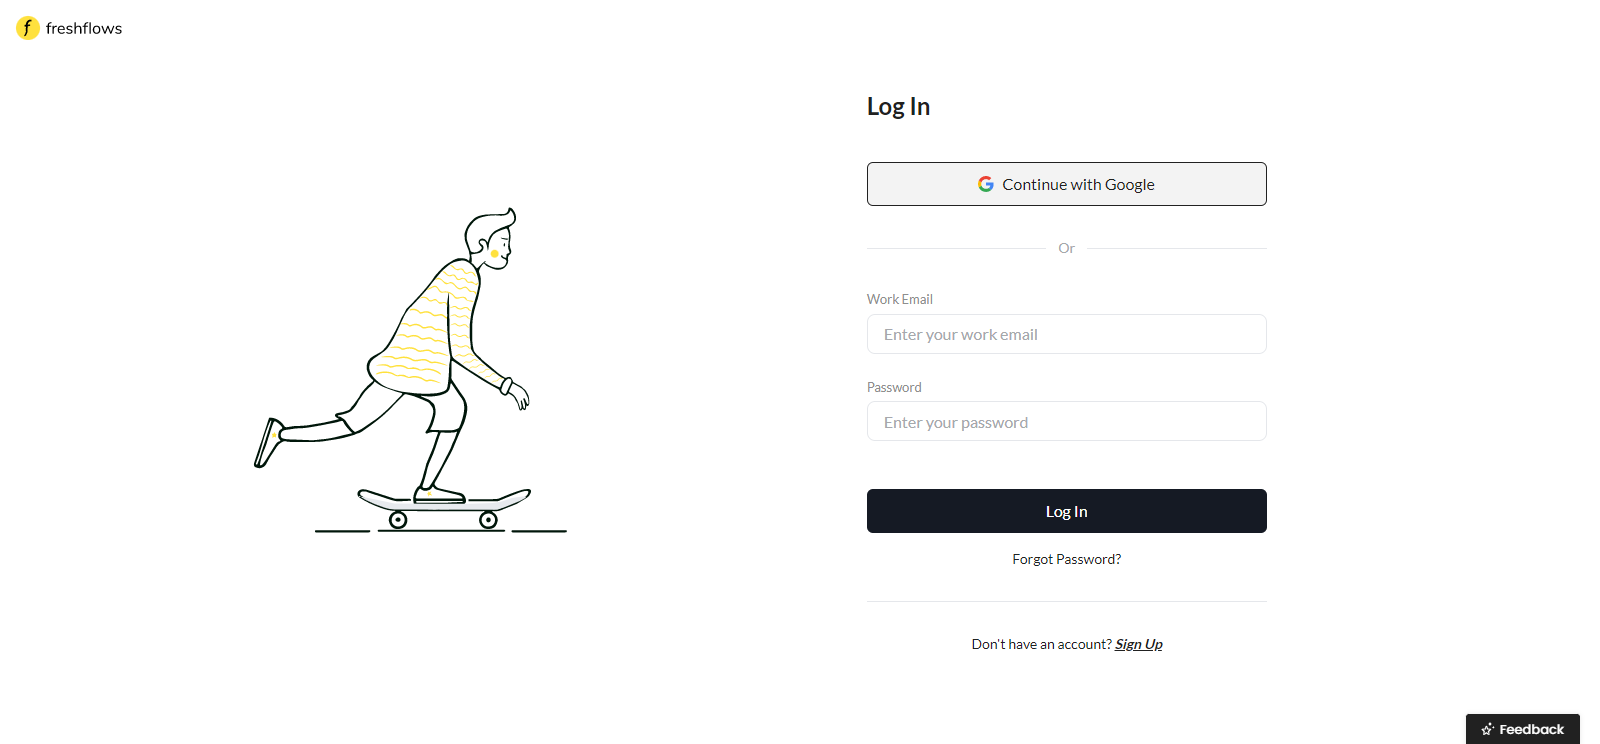 freshflows
Log In
Continue with Google
Or
Work Email
Enter your work email
Password
Enter your password
Log In
Forgot Password?
Don't have an account? Sign Up
Feedback